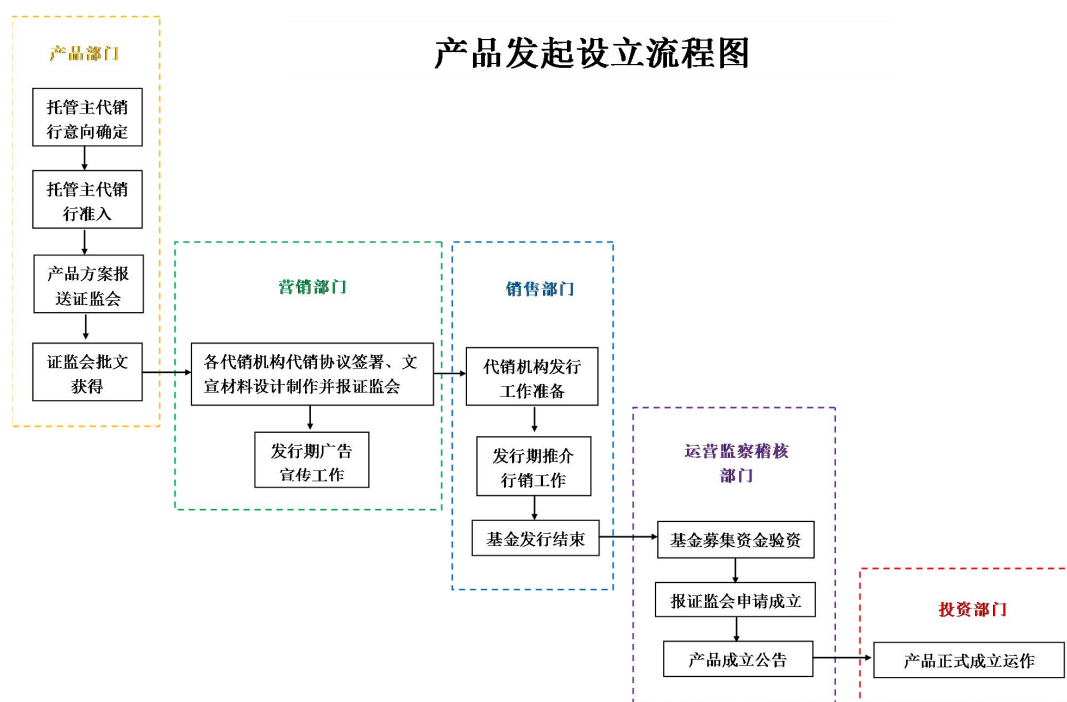 产品发起设立流程图
产品部门
托管主代销
行意向确定
托管主代销
行准入
产品方案报
送证监会
证监会批文
获得
营销部门
各代销机构代销协议签署、文
宣材料设计制作并报证监会
发行期广告
宣传工作
销售部门
代销机构发行
工作准备
发行期推介
行销工作
基金发行结束
运营监察稽核
部门
基金募集资金验资
报证监会申请成立
产品成立公告
投资部门
产品正式成立运作